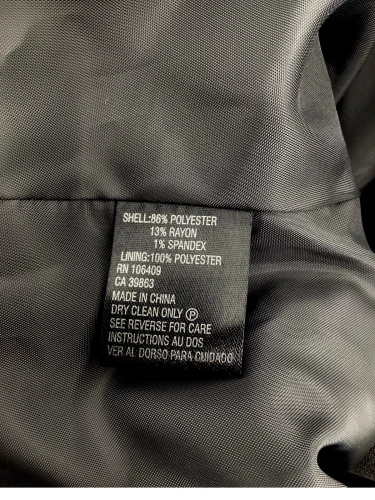 SHELL:86% POLYESTER
13% RAYON
1% SPANDEX
LINING:100% POLYESTER
RN 106409
CA 39863
MADE IN CHINA
DRY CLEAN ONLY Ⓟ
SEE REVERSE FOR CARE
INSTRUCTIONS AU DOS
VER AL DORSO PARA CUIDADO